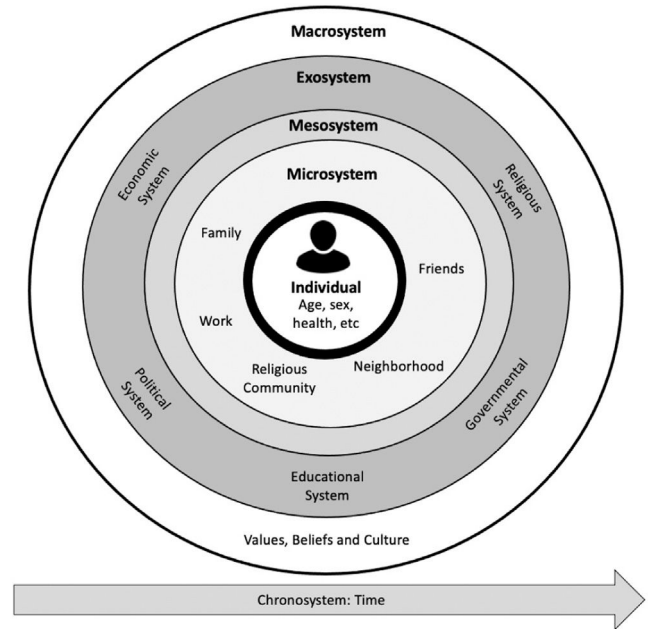 Macrosystem
Exosystem
Mesosystem
Microsystem
Economic
System
Religious
System
Family
Friends
Individual
Age, sex,
health, etc
Work
Religious
Community
Neighborhood
Political
System
Governmental
System
Educational
System
Values, Beliefs and Culture
Chronosystem: Time